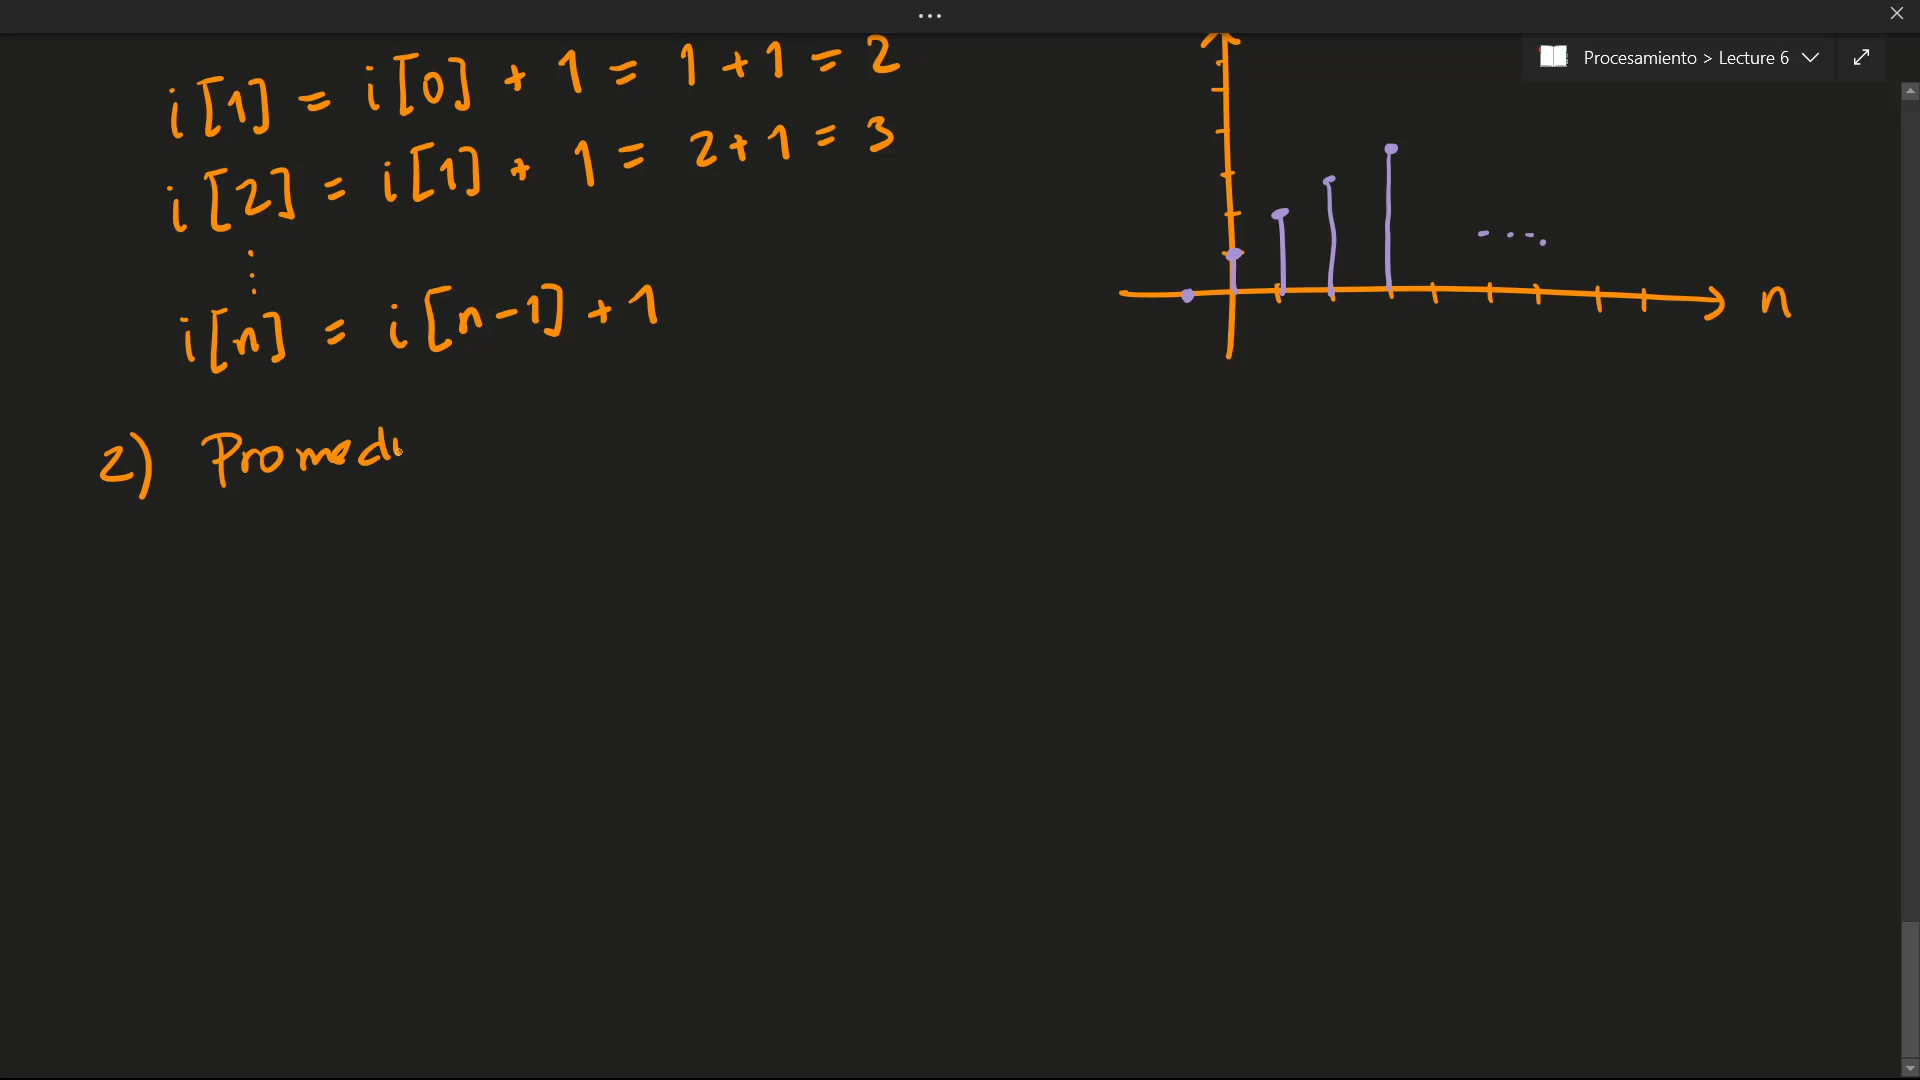 Procesamiento > Lecture 6
i[1] = i[0] + 1 = 1 + 1 = 2
i[2] = i[1] + 1 = 2 + 1 = 3
⋮
i[n] = i[n-1] + 1
n
2) Promedi